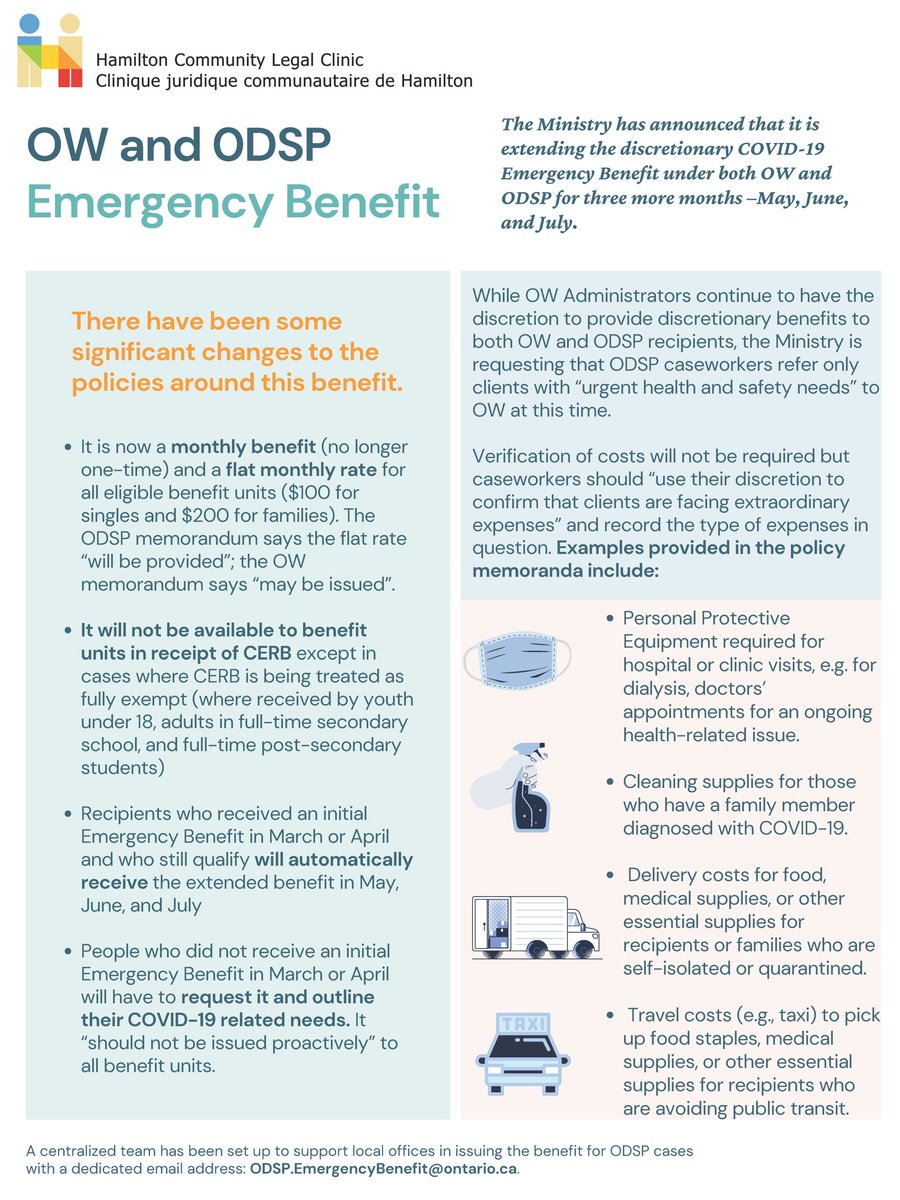 Hamilton Community Legal Clinic
Clinique juridique communautaire de Hamilton
OW and ODSP
Emergency Benefit
The Ministry has announced that it is
extending the discretionary COVID-19
Emergency Benefit under both OW and
ODSP for three more months –May, June,
and July.
There have been some
significant changes to the
policies around this benefit.
• It is now a monthly benefit (no longer
one-time) and a flat monthly rate for
all eligible benefit units ($100 for
singles and $200 for families). The
ODSP memorandum says the flat rate
“will be provided”; the OW
memorandum says “may be issued”.
• It will not be available to benefit
units in receipt of CERB except in
cases where CERB is being treated as
fully exempt (where received by youth
under 18, adults in full-time secondary
school, and full-time post-secondary
students)
• Recipients who received an initial
Emergency Benefit in March or April
and who still qualify will automatically
receive the extended benefit in May,
June, and July
• People who did not receive an initial
Emergency Benefit in March or April
will have to request it and outline
their COVID-19 related needs. It
“should not be issued proactively” to
all benefit units.
While OW Administrators continue to have the
discretion to provide discretionary benefits to
both OW and ODSP recipients, the Ministry is
requesting that ODSP caseworkers refer only
clients with “urgent health and safety needs” to
OW at this time.
Verification of costs will not be required but
caseworkers should “use their discretion to
confirm that clients are facing extraordinary
expenses” and record the type of expenses in
question. Examples provided in the policy
memoranda include:
• Personal Protective
Equipment required for
hospital or clinic visits, e.g. for
dialysis, doctors’
appointments for an ongoing
health-related issue.
• Cleaning supplies for those
who have a family member
diagnosed with COVID-19.
• Delivery costs for food,
medical supplies, or other
essential supplies for
recipients or families who are
self-isolated or quarantined.
TAXI
• Travel costs (e.g., taxi) to pick
up food staples, medical
supplies, or other essential
supplies for recipients who
are avoiding public transit.
A centralized team has been set up to support local offices in issuing the benefit for ODSP cases
with a dedicated email address: ODSP.EmergencyBenefit@ontario.ca.